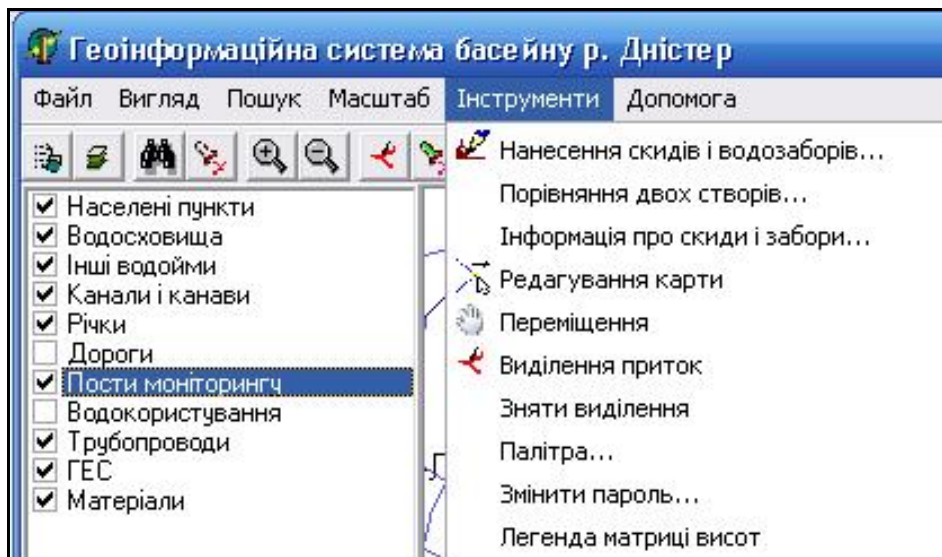 Геоінформаційна система басейну р. Дністер
Файл Вигляд Пошук Масштаб Інструменти Допомога
Населені пункти
Водосховища
Інші водойми
Канали і канави
Річки
Дороги
Пости моніторингу
Водокористування
Трубопроводи
ГЕС
Матеріали
Нанесення скидів і водозаборів...
Порівняння двох створів...
Інформація про скиди і забори...
Редагування карти
Переміщення
Виділення приток
Зняти виділення
Палітра...
Змінити пароль...
Легенда матриці висот